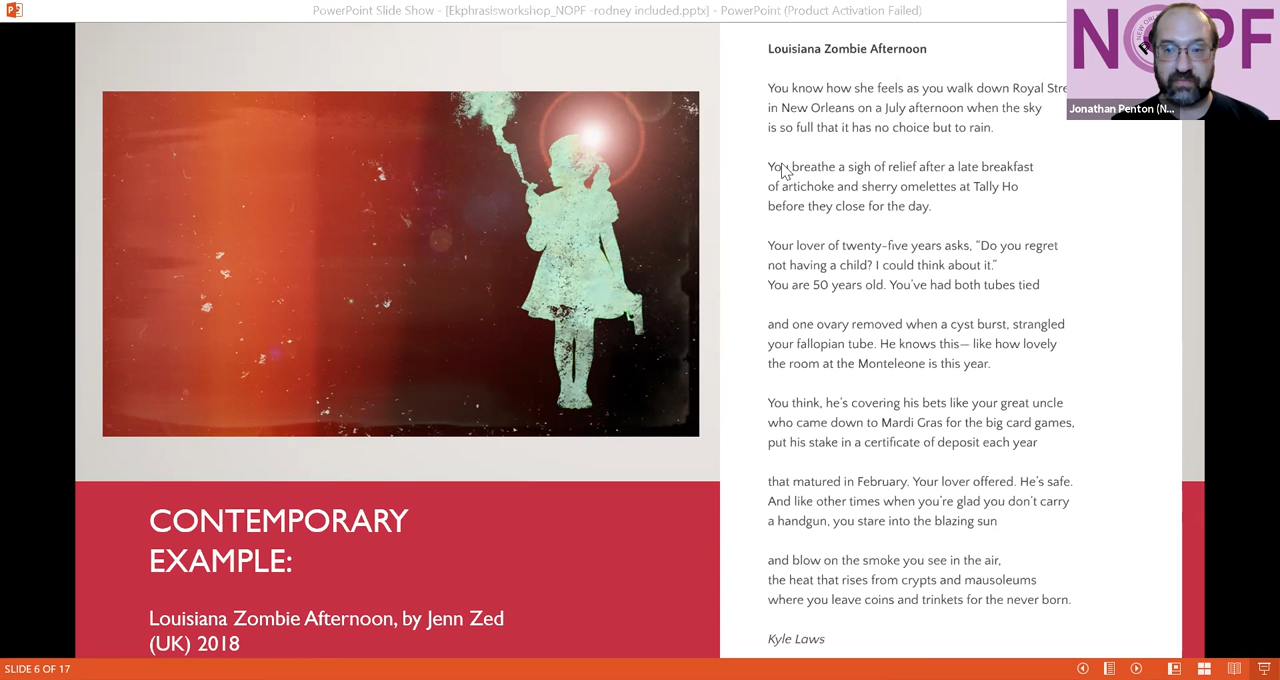 PowerPoint Slide Show - [Ekphrasisworkshop_NOPF -rodney included.pptx] - PowerPoint (Product Activation Failed)
NOPF
Jonathan Penton (N...
Louisiana Zombie Afternoon
You know how she feels as you walk down Royal Stre
in New Orleans on a July afternoon when the sky
is so full that it has no choice but to rain.
You breathe a sigh of relief after a late breakfast
of artichoke and sherry omelettes at Tally Ho
before they close for the day.
Your lover of twenty-five years asks, “Do you regret
not having a child? I could think about it.”
You are 50 years old. You’ve had both tubes tied
and one ovary removed when a cyst burst, strangled
your fallopian tube. He knows this— like how lovely
the room at the Monteleone is this year.
You think, he’s covering his bets like your great uncle
who came down to Mardi Gras for the big card games,
put his stake in a certificate of deposit each year
that matured in February. Your lover offered. He’s safe.
And like other times when you’re glad you don’t carry
a handgun, you stare into the blazing sun
and blow on the smoke you see in the air,
the heat that rises from crypts and mausoleums
where you leave coins and trinkets for the never born.
Kyle Laws
CONTEMPORARY
EXAMPLE:
Louisiana Zombie Afternoon, by Jenn Zed
(UK) 2018
SLIDE 6 OF 17